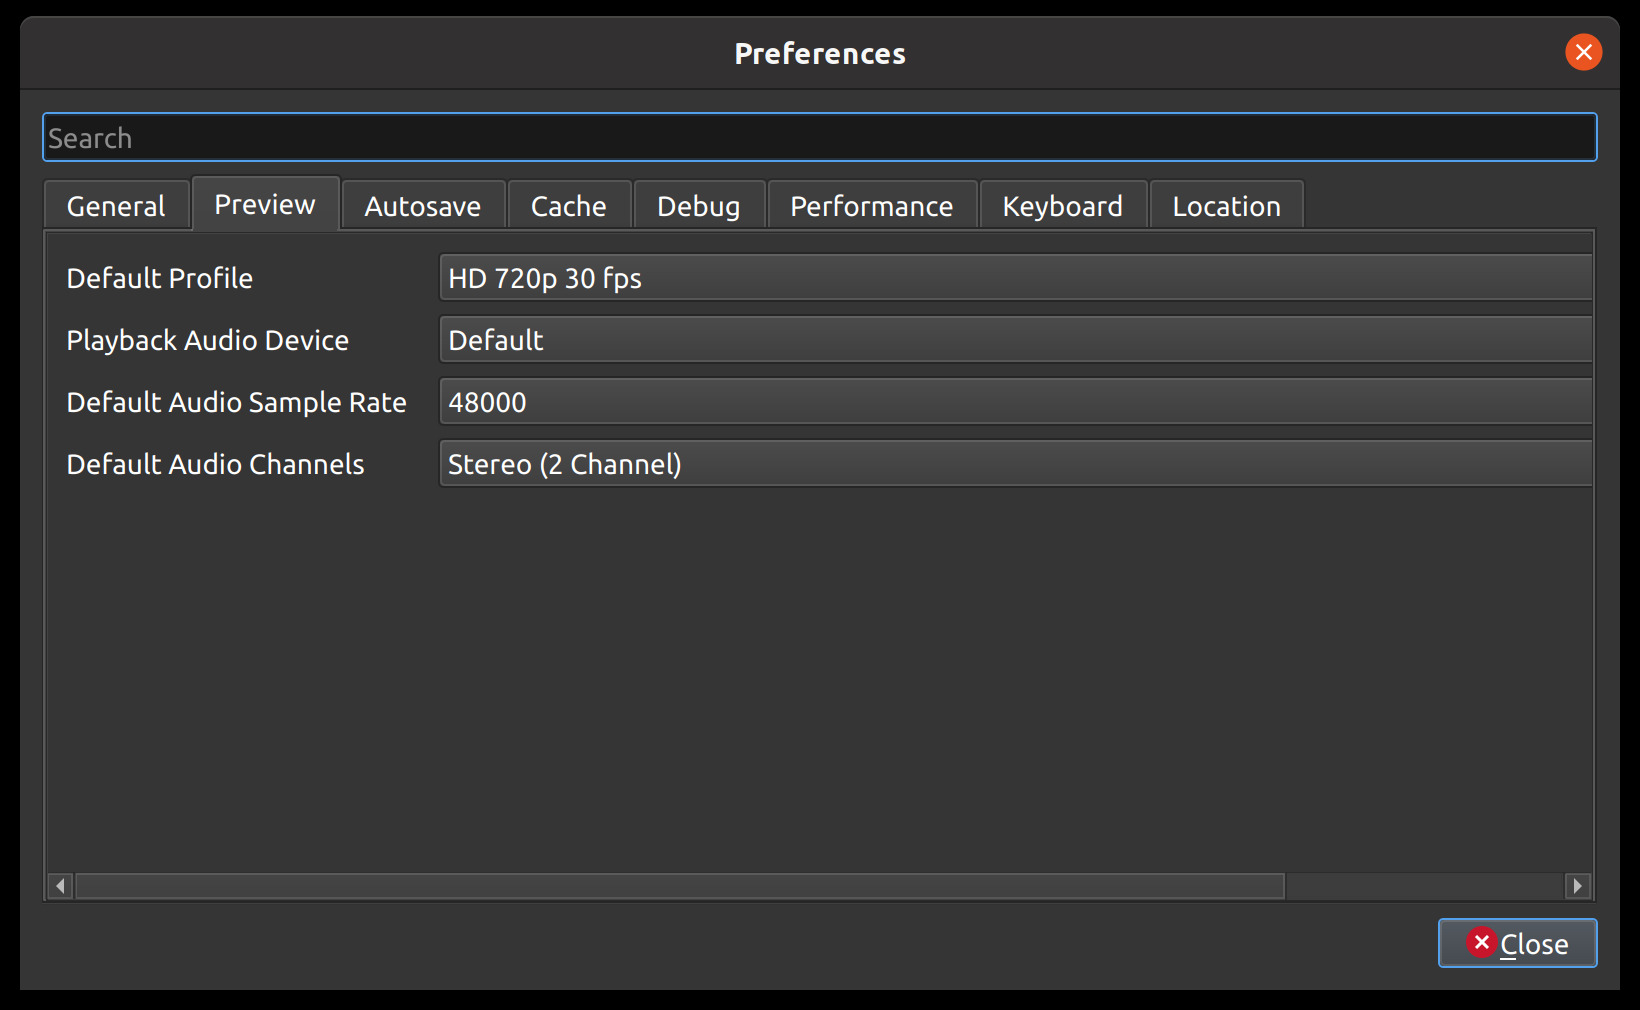 Preferences
Search
General Preview Autosave Cache Debug Performance Keyboard Location
Default Profile HD 720p 30 fps
Playback Audio Device Default
Default Audio Sample Rate 48000
Default Audio Channels Stereo (2 Channel)
Close